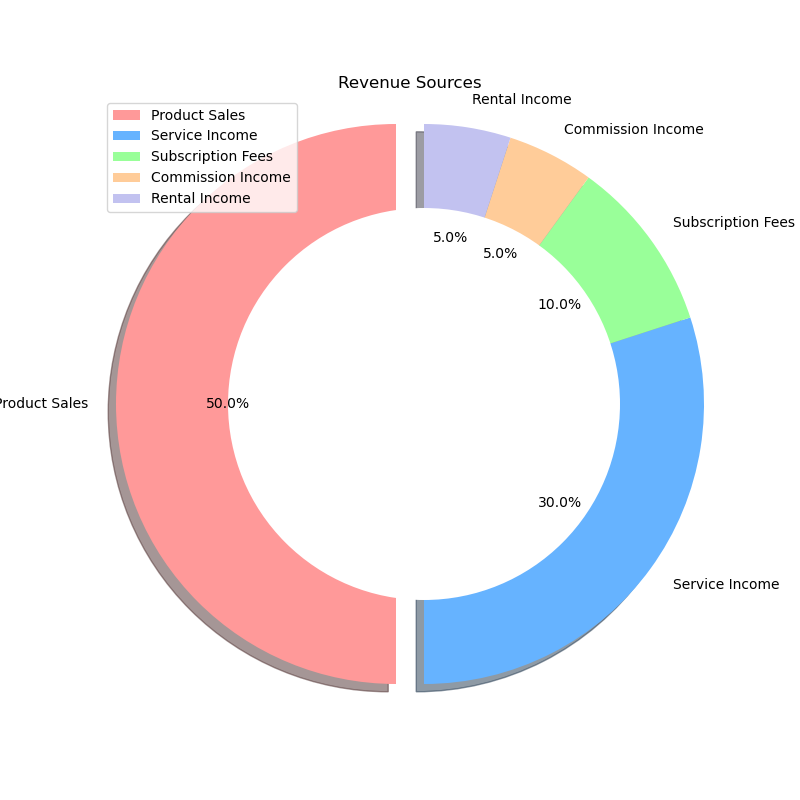 Revenue Sources
Product Sales
Service Income
Subscription Fees
Commission Income
Rental Income
Rental Income
Commission Income
Subscription Fees
5.0%
5.0%
10.0%
Product Sales
50.0%
30.0%
Service Income